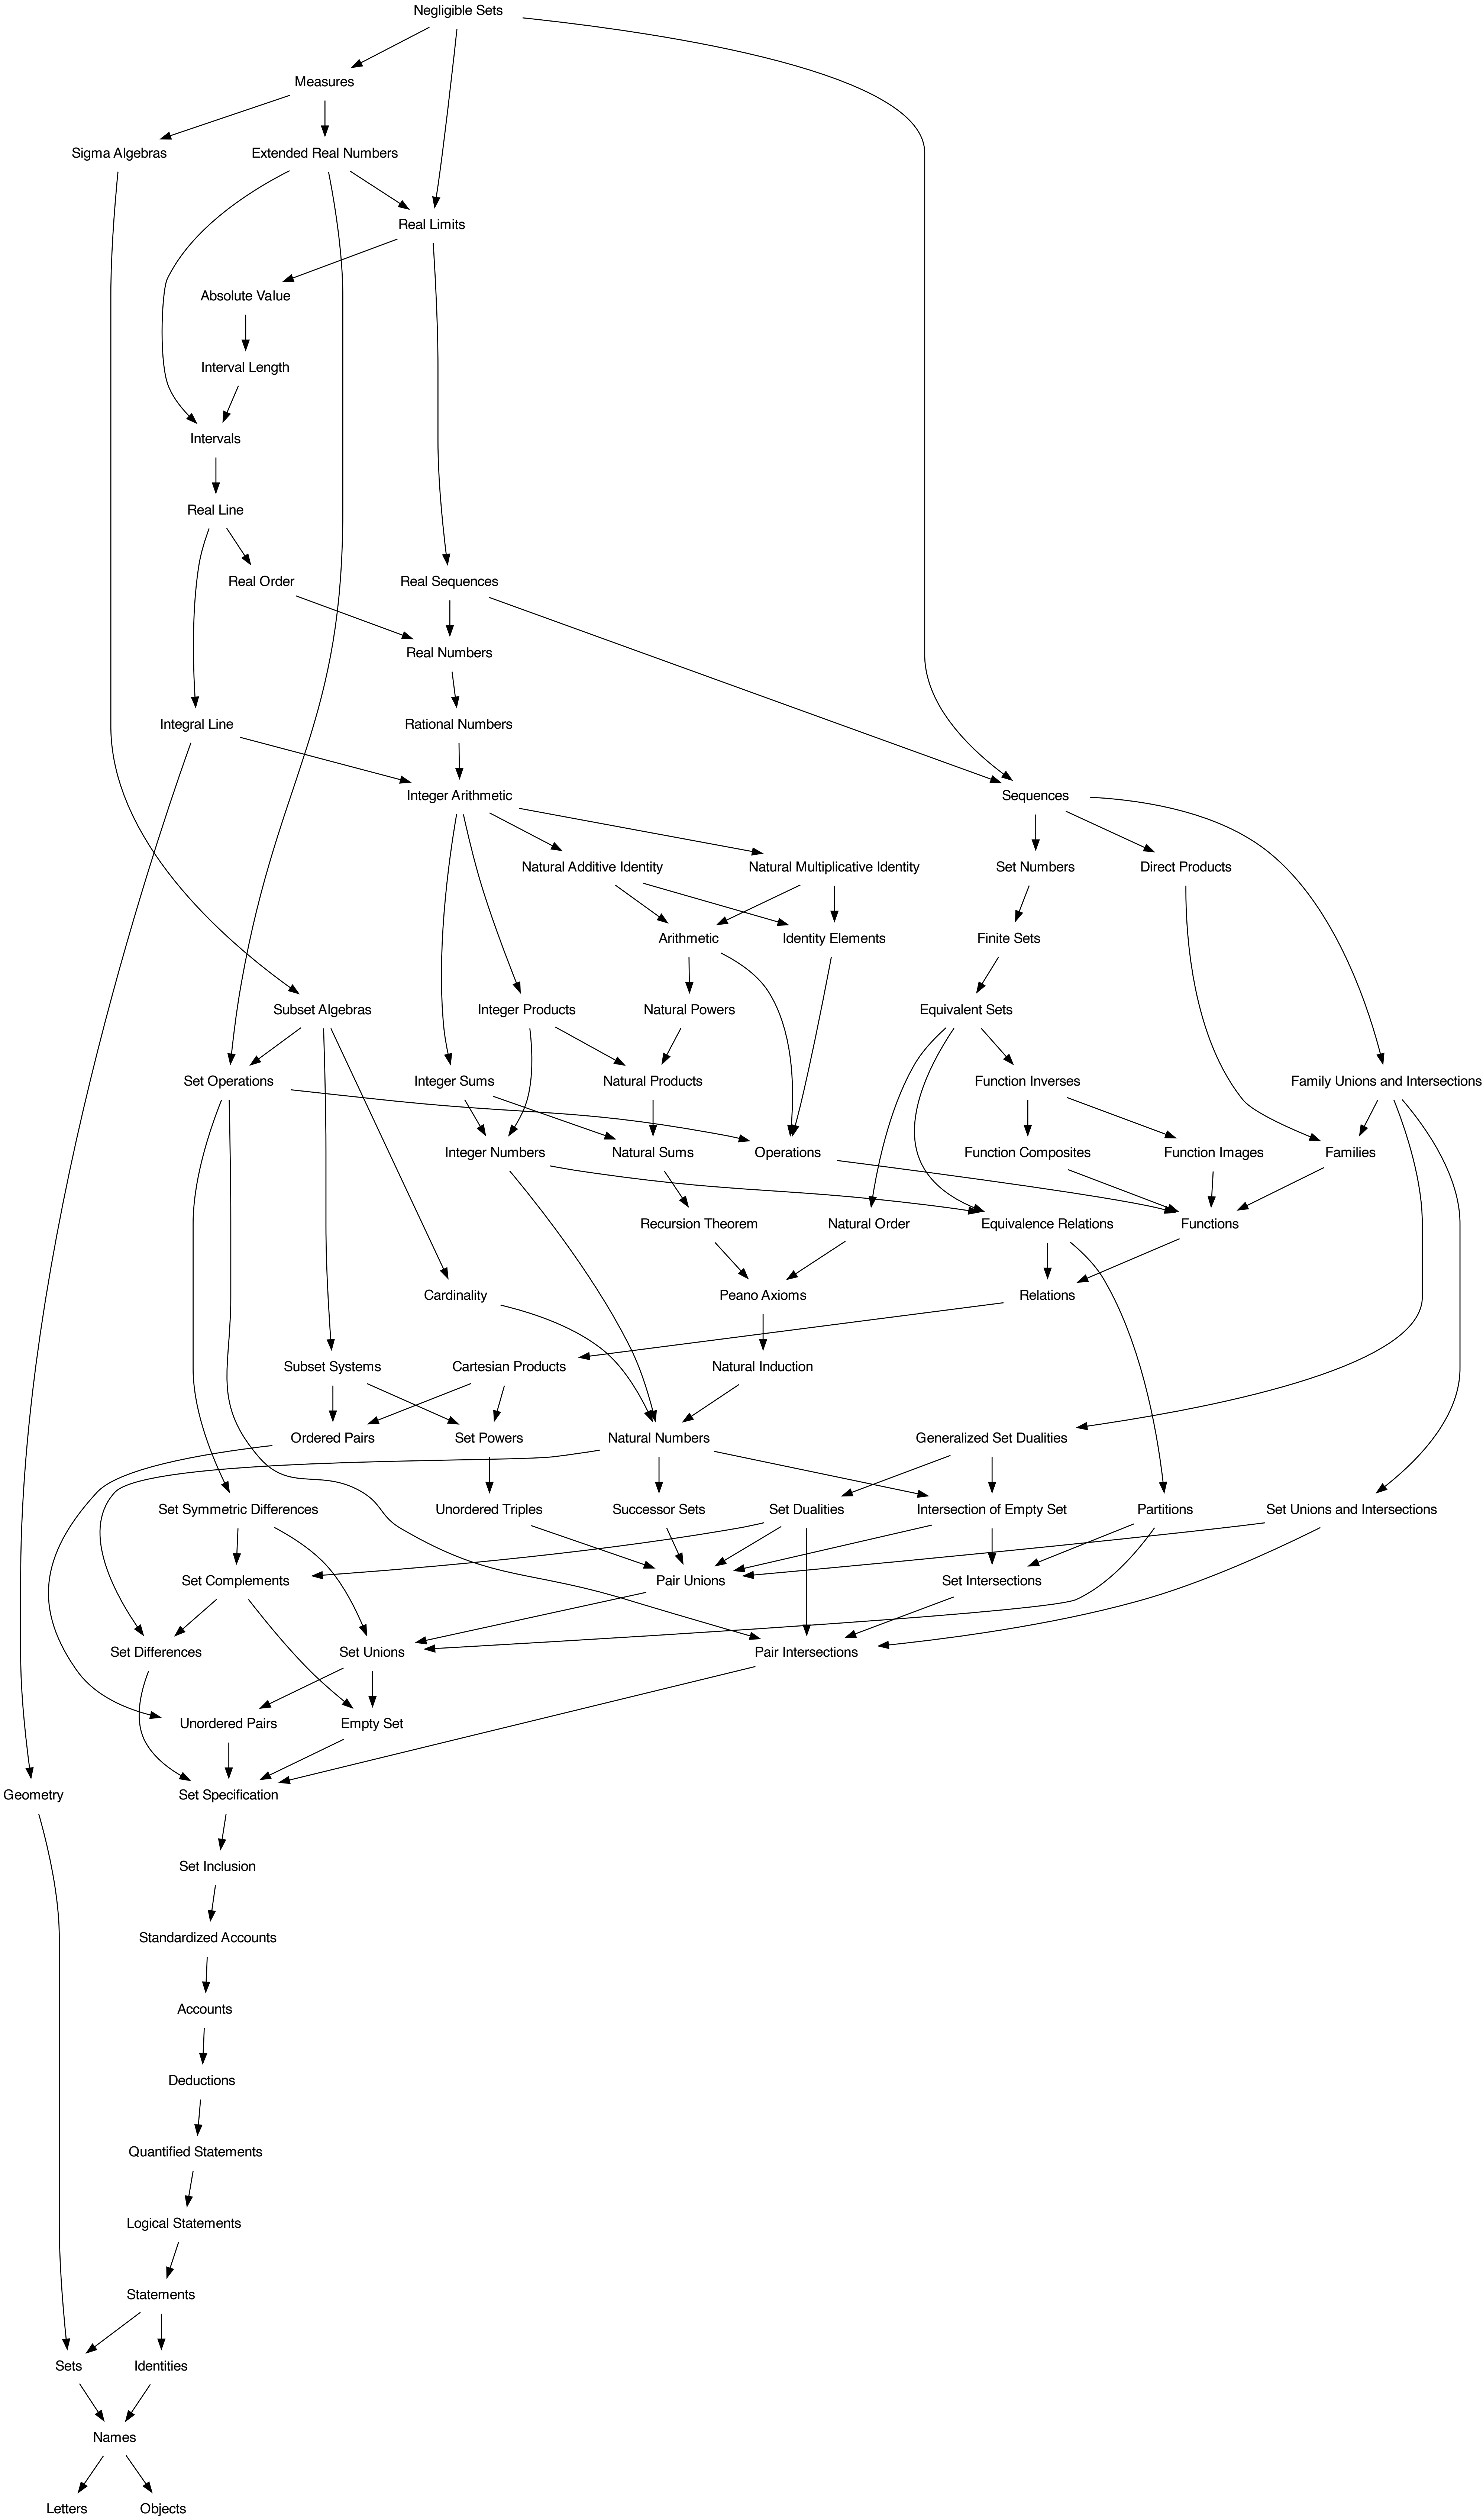 Negligible Sets
Measures
Sigma Algebras
Extended Real Numbers
Real Limits
Absolute Value
Interval Length
Intervals
Real Line
Real Order
Real Sequences
Real Numbers
Integral Line
Rational Numbers
Integer Arithmetic
Sequences
Natural Additive Identity
Natural Multiplicative Identity
Set Numbers
Direct Products
Arithmetic
Identity Elements
Finite Sets
Subset Algebras
Integer Products
Natural Powers
Equivalent Sets
Set Operations
Integer Sums
Natural Products
Function Inverses
Family Unions and Intersections
Integer Numbers
Natural Sums
Operations
Function Composites
Function Images
Families
Recursion Theorem
Natural Order
Equivalence Relations
Functions
Cardinality
Peano Axioms
Relations
Subset Systems
Cartesian Products
Natural Induction
Ordered Pairs
Set Powers
Natural Numbers
Generalized Set Dualities
Set Symmetric Differences
Unordered Triples
Successor Sets
Set Dualities
Intersection of Empty Set
Partitions
Set Unions and Intersections
Set Complements
Pair Unions
Set Intersections
Set Differences
Set Unions
Pair Intersections
Unordered Pairs
Empty Set
Geometry
Set Specification
Set Inclusion
Standardized Accounts
Accounts
Deductions
Quantified Statements
Logical Statements
Statements
Sets
Identities
Names
Letters
Objects